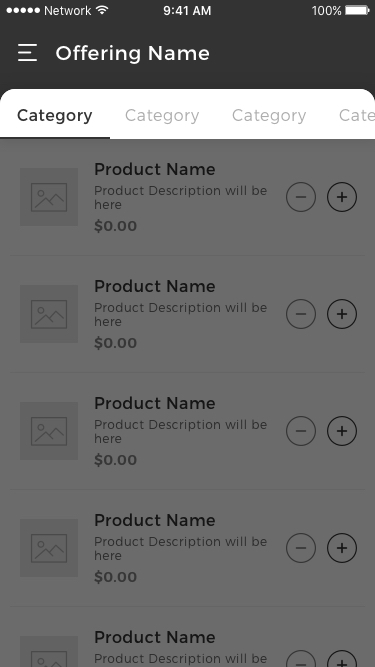 Network 9:41 AM 100%
Offering Name
Category Category Category Cate
Product Name
Product Description will be
here
$0.00
Product Name
Product Description will be
here
$0.00
Product Name
Product Description will be
here
$0.00
Product Name
Product Description will be
here
$0.00
Product Name
Product Description will be